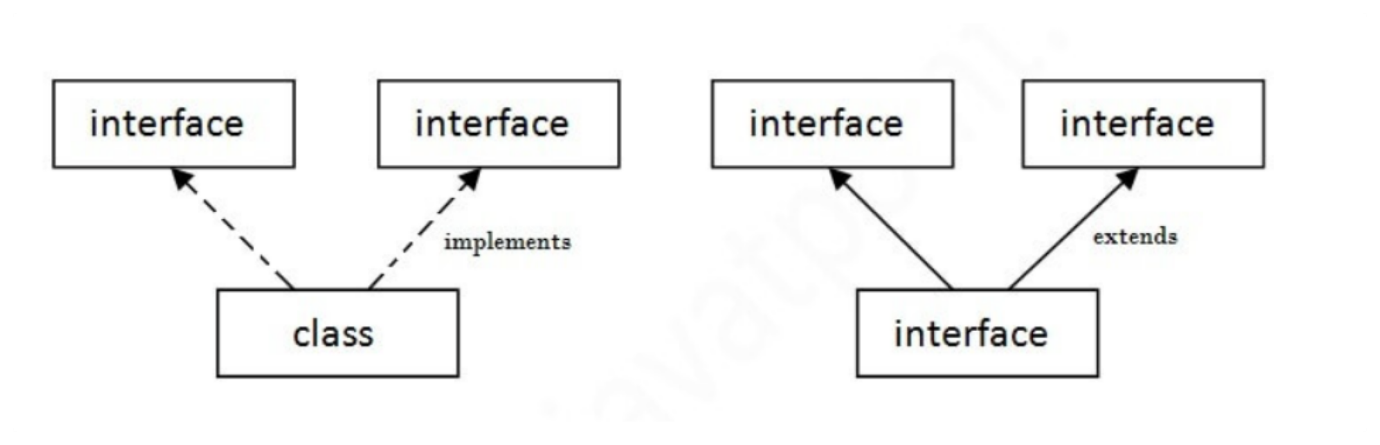 interface
interface
interface
interface
implements
extends
class
interface